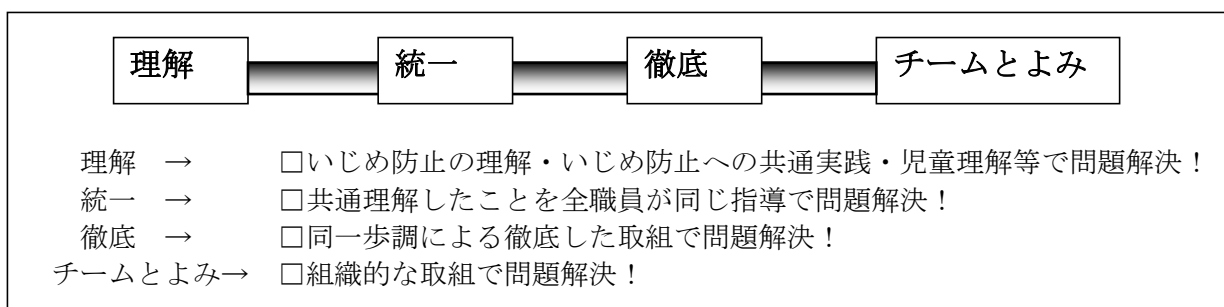 理解 統一 徹底 チームとよみ
理解 → □いじめ防止の理解・いじめ防止への共通実践・児童理解等で問題解決！
統一 → □共通理解したことを全職員が同じ指導で問題解決！
徹底 → □同一歩調による徹底した取組で問題解決！
チームとよみ→ □組織的な取組で問題解決！